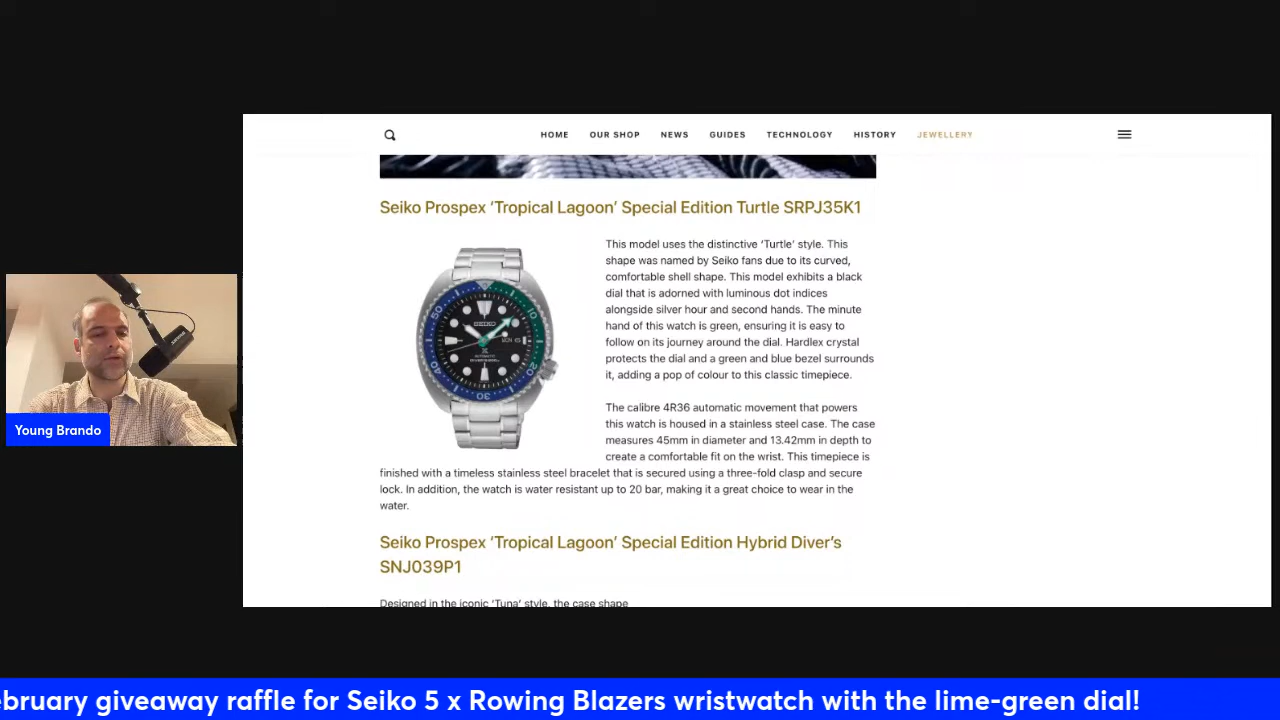 HOME OUR SHOP NEWS GUIDES TECHNOLOGY HISTORY JEWELLERY
Seiko Prospex ‘Tropical Lagoon’ Special Edition Turtle SRPJ35K1
This model uses the distinctive ‘Turtle’ style. This
shape was named by Seiko fans due to its curved,
comfortable shell shape. This model exhibits a black
dial that is adorned with luminous dot indices
alongside silver hour and second hands. The minute
hand of this watch is green, ensuring it is easy to
follow on its journey around the dial. Hardlex crystal
protects the dial and a green and blue bezel surrounds
it, adding a pop of colour to this classic timepiece.
The calibre 4R36 automatic movement that powers
this watch is housed in a stainless steel case. The case
measures 45mm in diameter and 13.42mm in depth to
create a comfortable fit on the wrist. This timepiece is
finished with a timeless stainless steel bracelet that is secured using a three-fold clasp and secure
lock. In addition, the watch is water resistant up to 20 bar, making it a great choice to wear in the
water.
SEIKO
50
10
40
20
30
Seiko Prospex ‘Tropical Lagoon’ Special Edition Hybrid Diver’s
SNJ039P1
Designed in the iconic ‘Tuna’ style, the case shape
Young Brando
ebruary giveaway raffle for Seiko 5 x Rowing Blazers wristwatch with the lime-green dial!